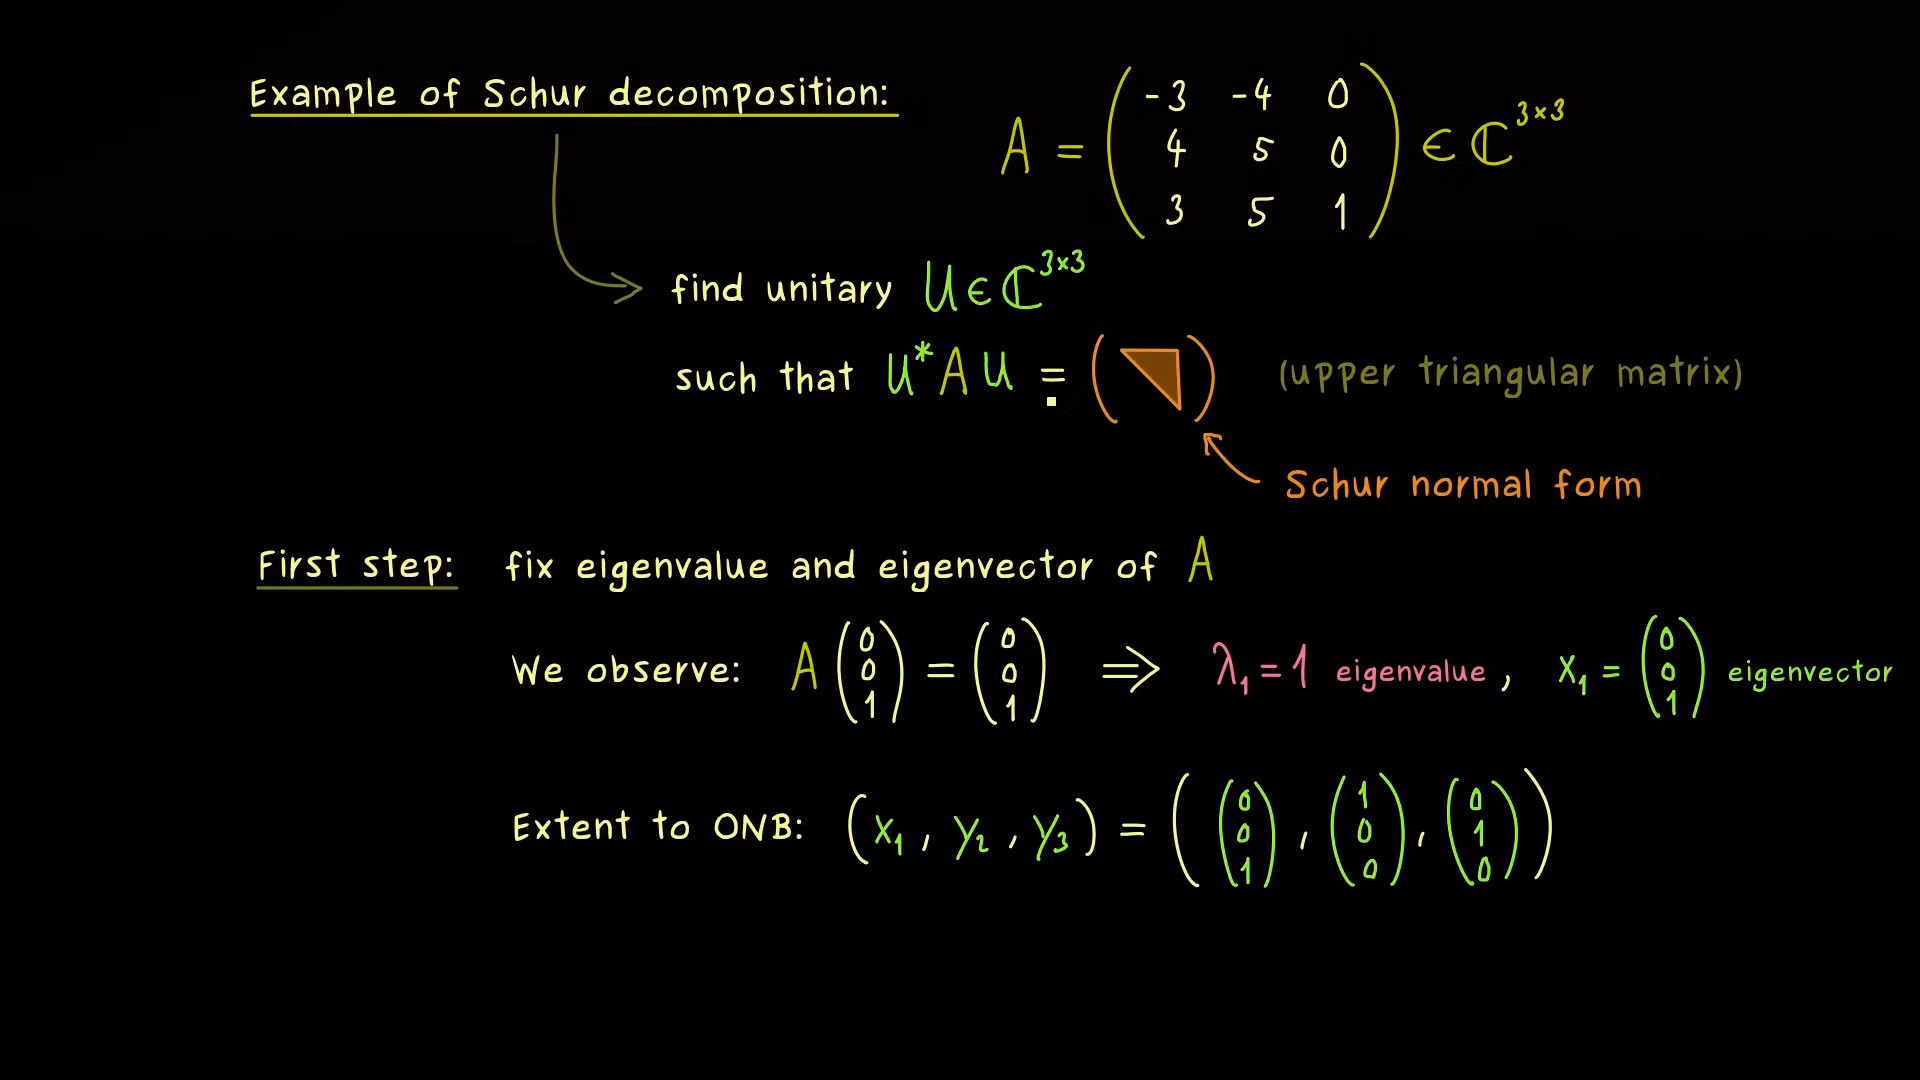 Example of Schur decomposition: A = ( -3 -4 0
4 5 0
3 5 1 ) ∈ ℂ^{3×3}
find unitary U ∈ ℂ^{3×3}
such that U*AU = ( ) (upper triangular matrix)
Schur normal form
First step: fix eigenvalue and eigenvector of A
We observe: A (0 0 1) = (0 0 1) ⟹ λ₁ = 1 eigenvalue , x₁ = (0 0 1) eigenvector
Extent to ONB: (x₁ , y₂ , y₃) = ( (0 0 1) , (1 0 0) , (0 1 0) )